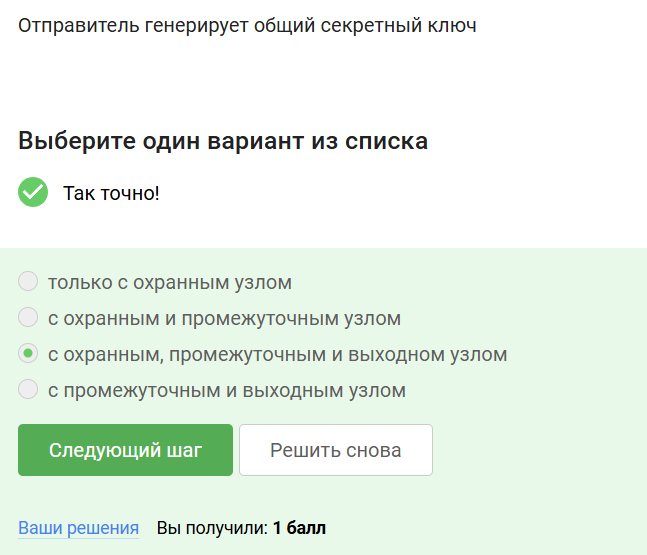 Отправитель генерирует общий секретный ключ
Выберите один вариант из списка
Так точно!
только с охранным узлом
с охранным и промежуточным узлом
с охранным, промежуточным и выходном узлом
с промежуточным и выходным узлом
Следующий шаг Решить снова
Ваши решения Вы получили: 1 балл